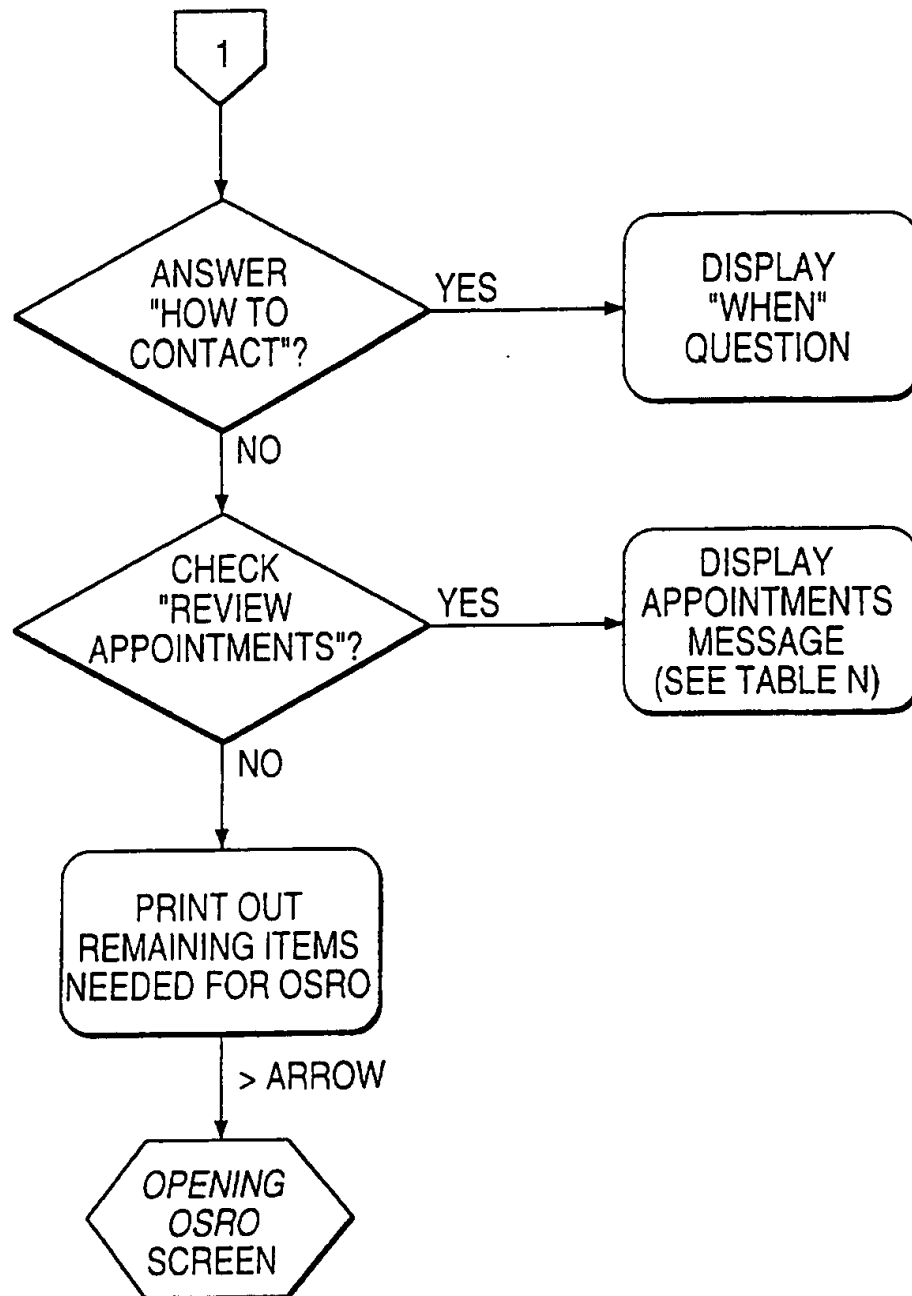 1
ANSWER
"HOW TO
CONTACT"?
YES
DISPLAY
"WHEN"
QUESTION
NO
CHECK
"REVIEW
APPOINTMENTS"?
YES
DISPLAY
APPOINTMENTS
MESSAGE
(SEE TABLE N)
NO
PRINT OUT
REMAINING ITEMS
NEEDED FOR OSRO
> ARROW
OPENING
OSRO
SCREEN